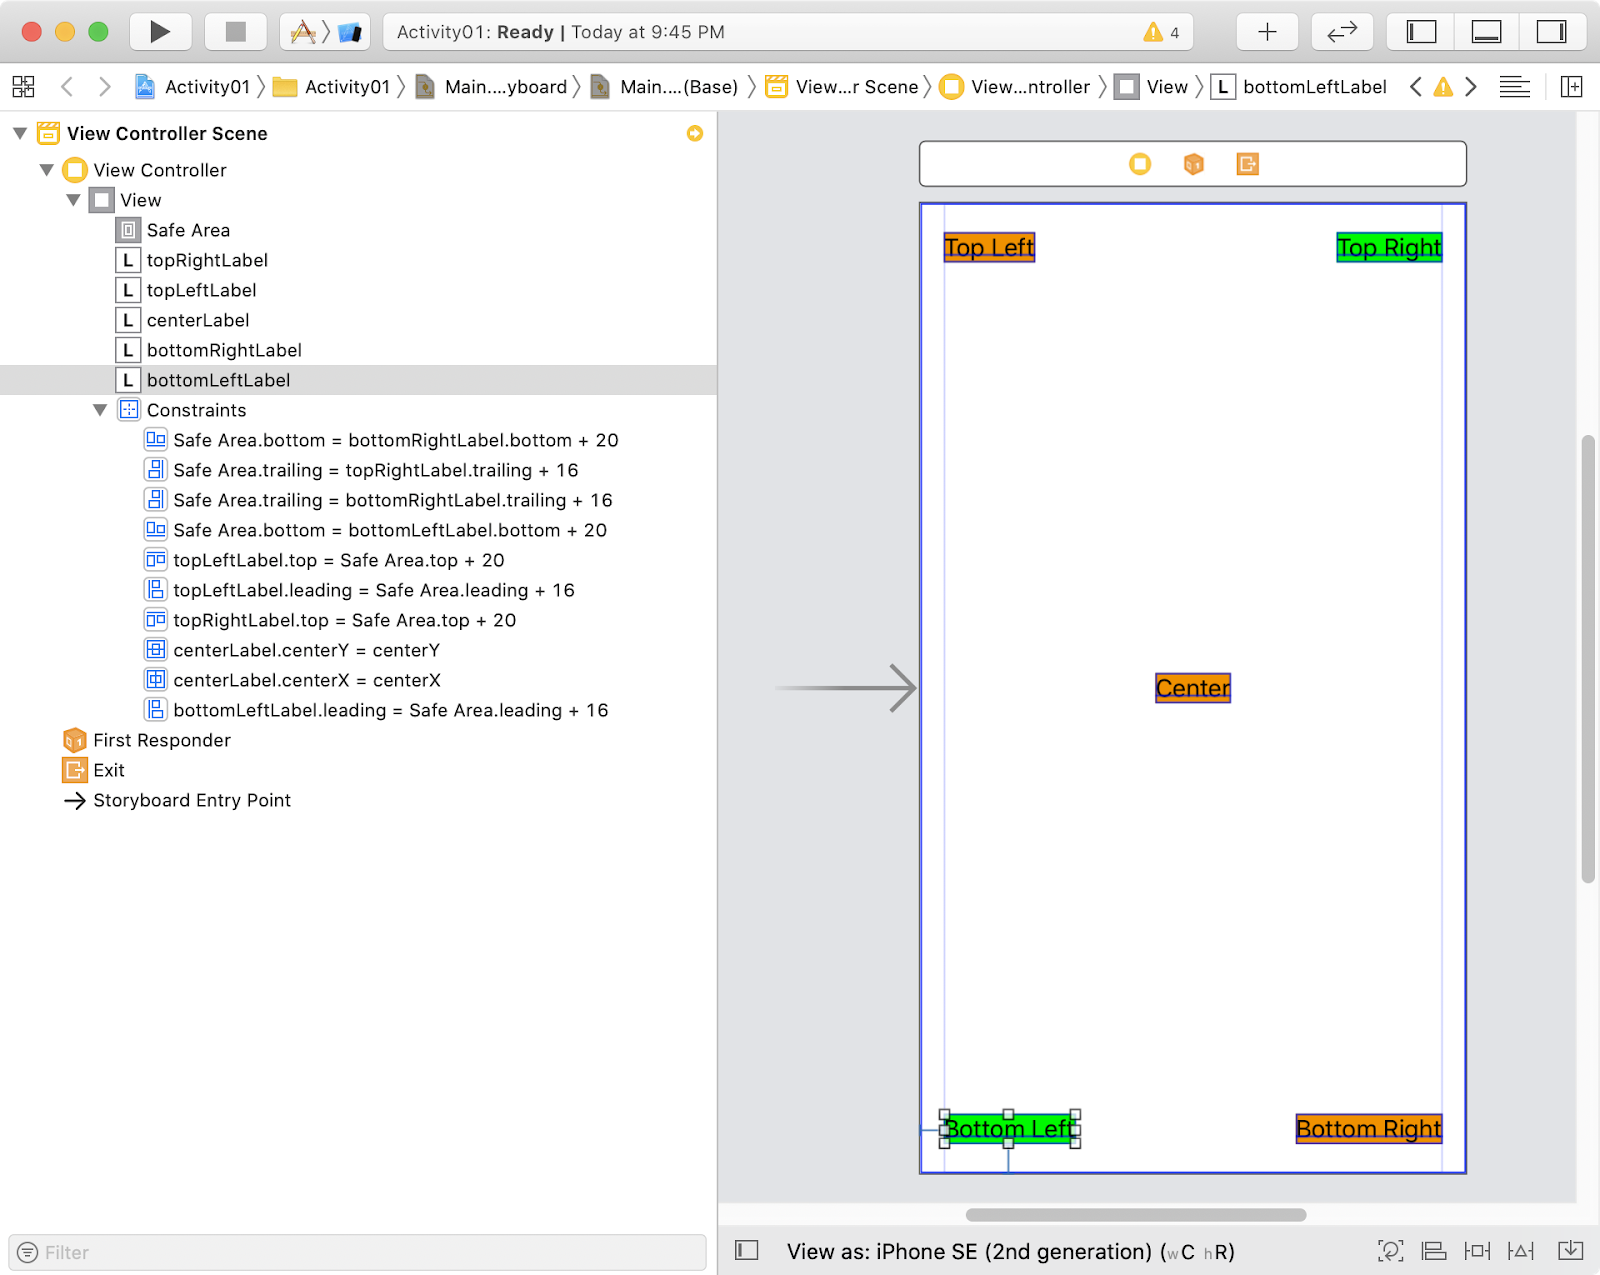 Activity01: Ready | Today at 9:45 PM
4
Activity01
Activity01
Main....yboard
Main....(Base)
View...r Scene
View...ntroller
View
L bottomLeftLabel
View Controller Scene
View Controller
View
Safe Area
L topRightLabel
L topLeftLabel
L centerLabel
L bottomRightLabel
L bottomLeftLabel
Constraints
Safe Area.bottom = bottomRightLabel.bottom + 20
Safe Area.trailing = topRightLabel.trailing + 16
Safe Area.trailing = bottomRightLabel.trailing + 16
Safe Area.bottom = bottomLeftLabel.bottom + 20
topLeftLabel.top = Safe Area.top + 20
topLeftLabel.leading = Safe Area.leading + 16
topRightLabel.top = Safe Area.top + 20
centerLabel.centerY = centerY
centerLabel.centerX = centerX
bottomLeftLabel.leading = Safe Area.leading + 16
First Responder
Exit
Storyboard Entry Point
Filter
Top Left
Top Right
Center
Bottom Left
Bottom Right
View as: iPhone SE (2nd generation) (wC hR)